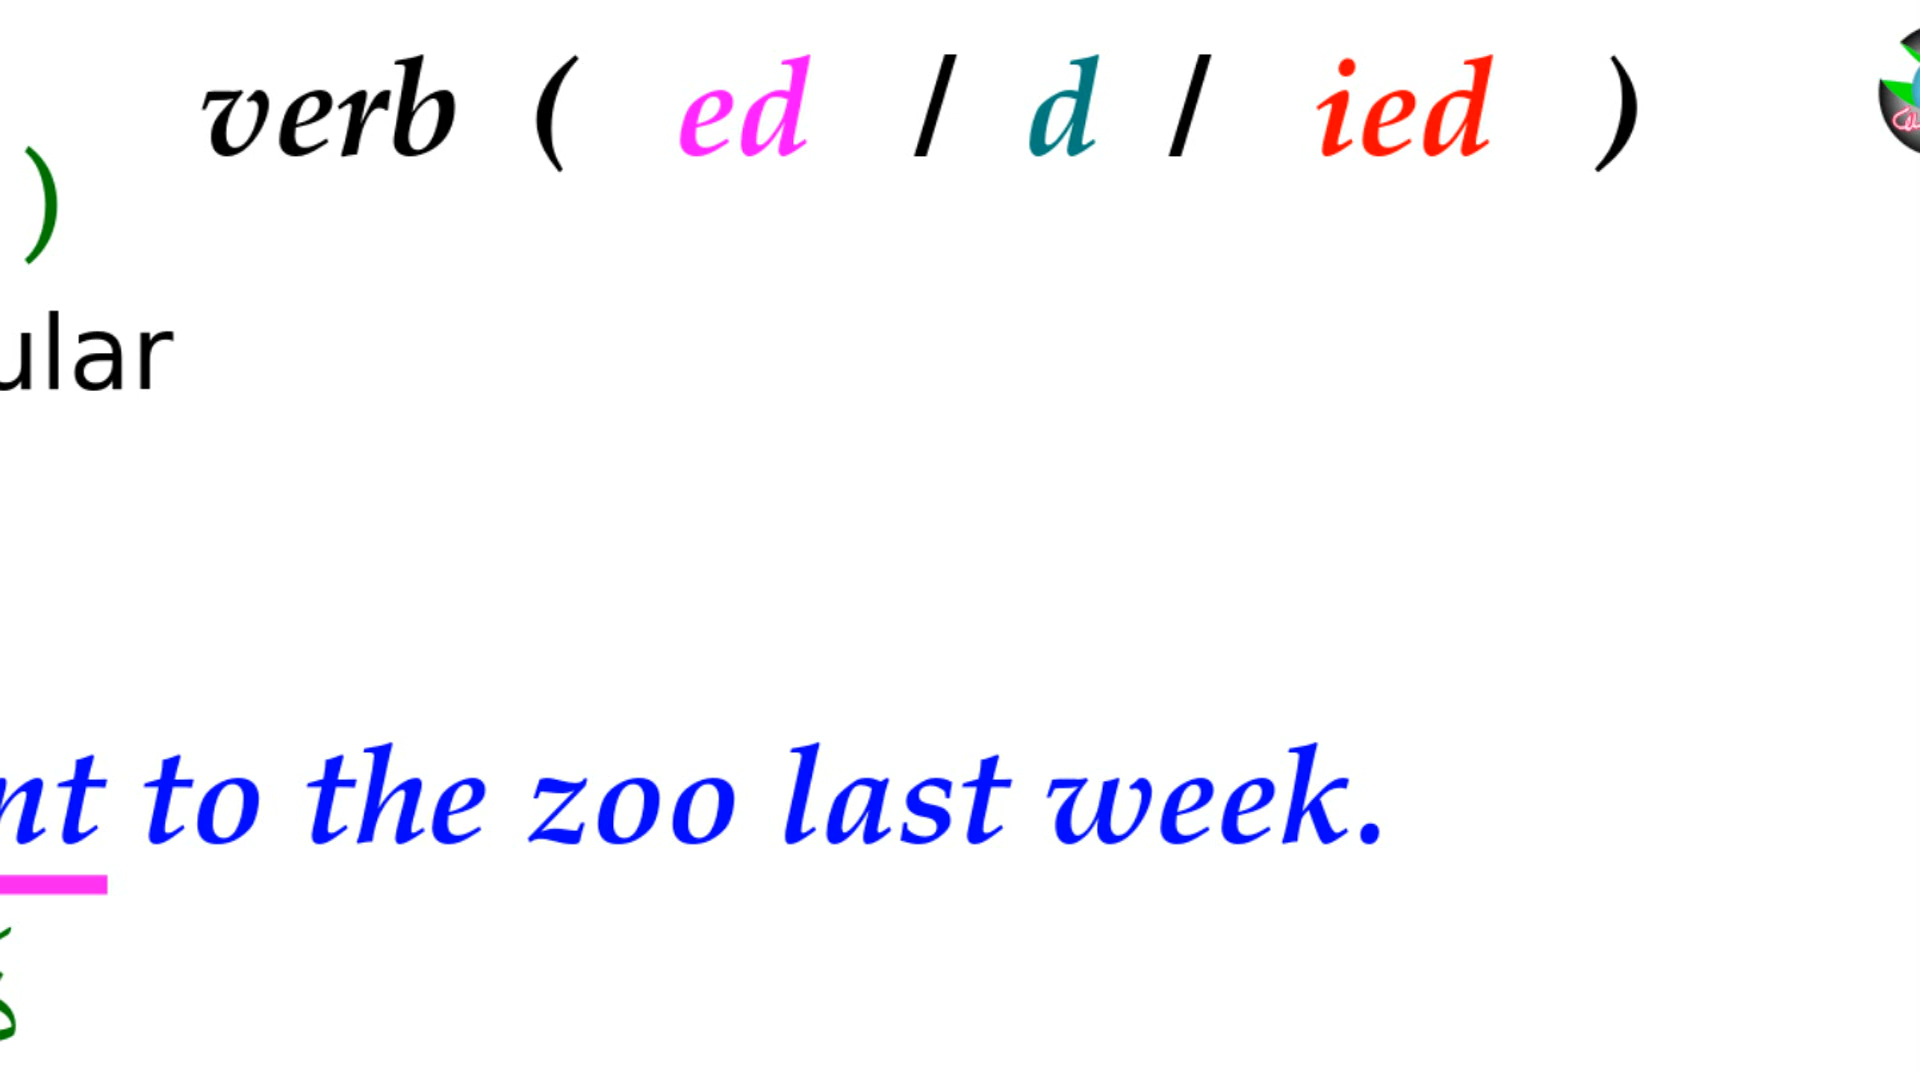 verb ( ed / d / ied )
)
ular
nt to the zoo last week.